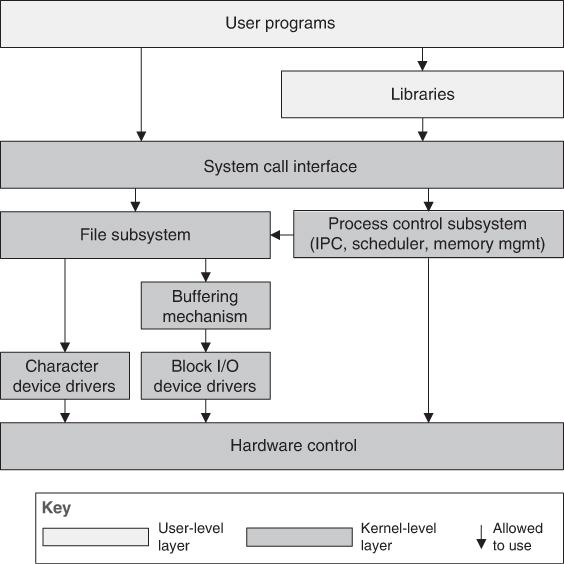 User programs
Libraries
System call interface
File subsystem
Process control subsystem
(IPC, scheduler, memory mgmt)
Buffering
mechanism
Character
device drivers
Block I/O
device drivers
Hardware control
Key
User-level
layer
Kernel-level
layer
Allowed
to use